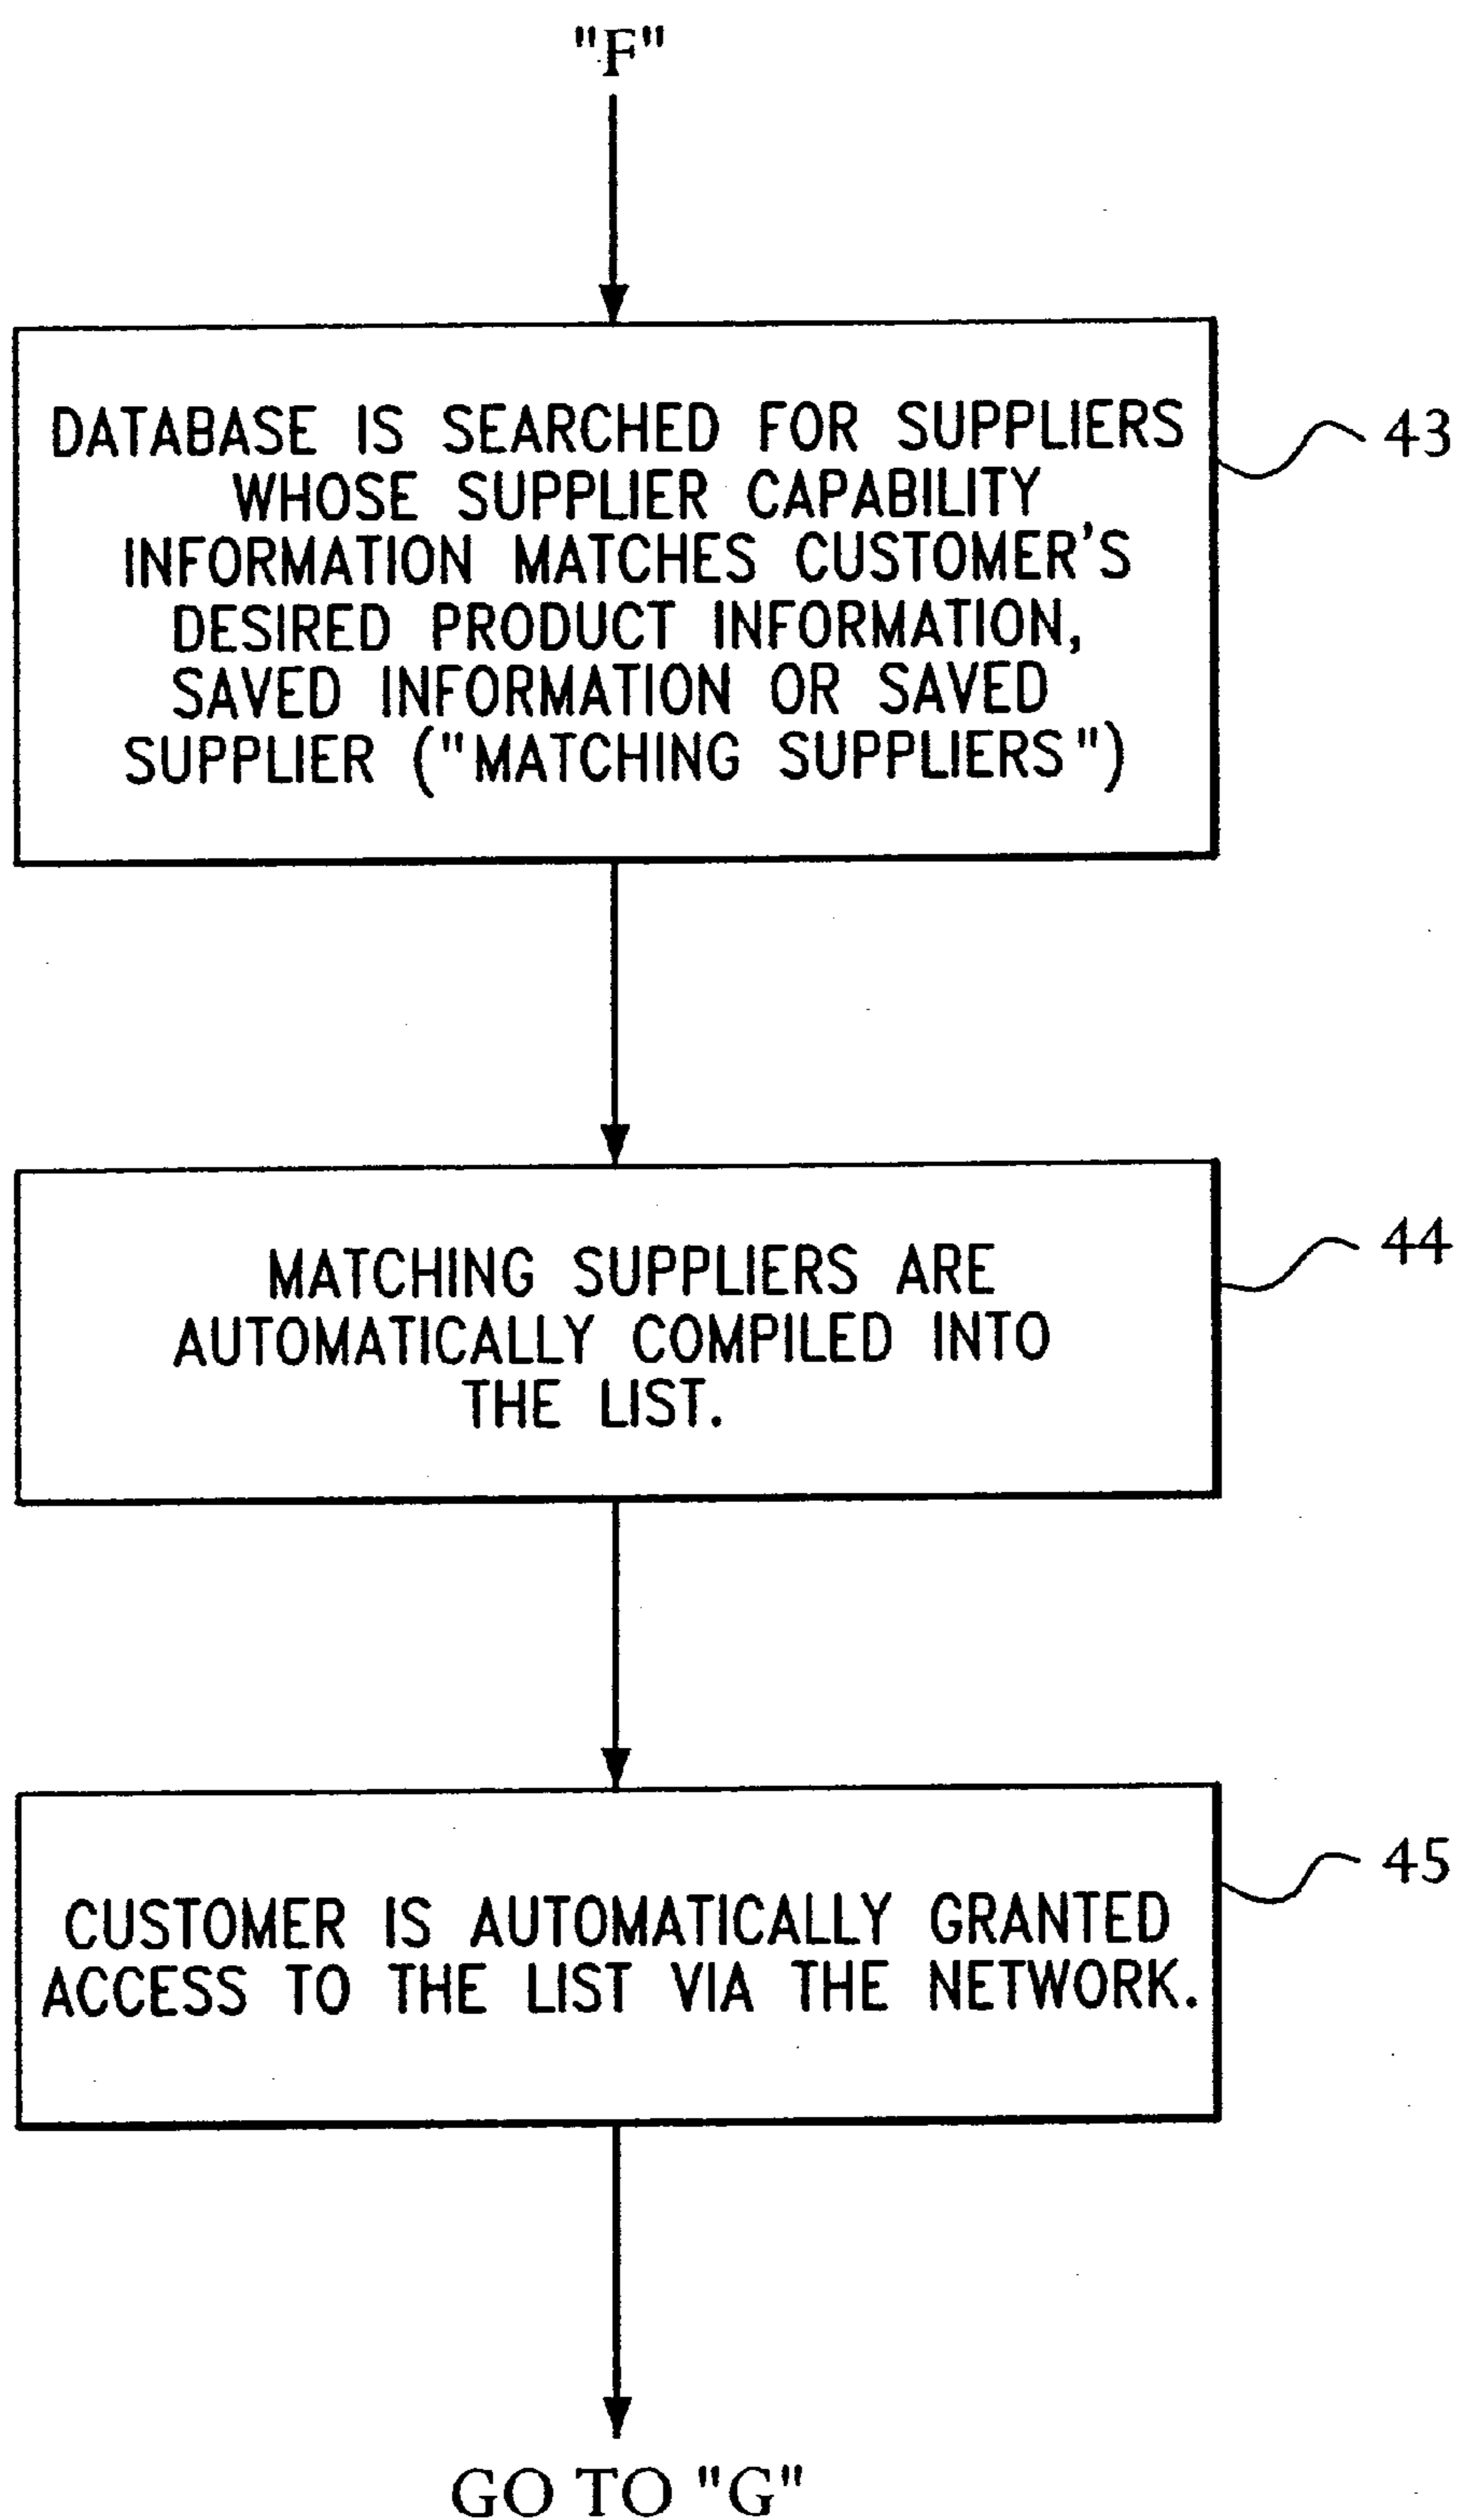 "F"
DATABASE IS SEARCHED FOR SUPPLIERS
43
WHOSE SUPPLIER CAPABILITY
INFORMATION MATCHES CUSTOMER'S
DESIRED PRODUCT INFORMATION,
SAVED INFORMATION OR SAVED
SUPPLIER ("MATCHING SUPPLIERS")
MATCHING SUPPLIERS ARE
44
AUTOMATICALLY COMPILED INTO
THE LIST.
CUSTOMER IS AUTOMATICALLY GRANTED
45
ACCESS TO THE LIST VIA THE NETWORK.
GO TO "G"